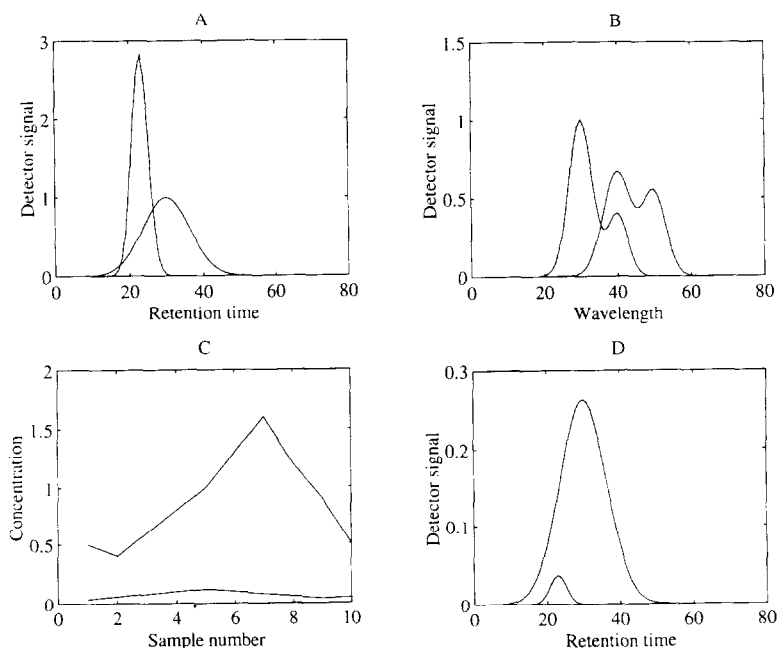 A
Detector signal
3
2
1
0
0 20 40 60 80
Retention time
B
Detector signal
1.5
1
0.5
0
0 20 40 60 80
Wavelength
C
Concentration
2
1.5
1
0.5
0
0 2 4 6 8 10
Sample number
D
Detector signal
0.3
0.2
0.1
0
0 20 40 60 80
Retention time